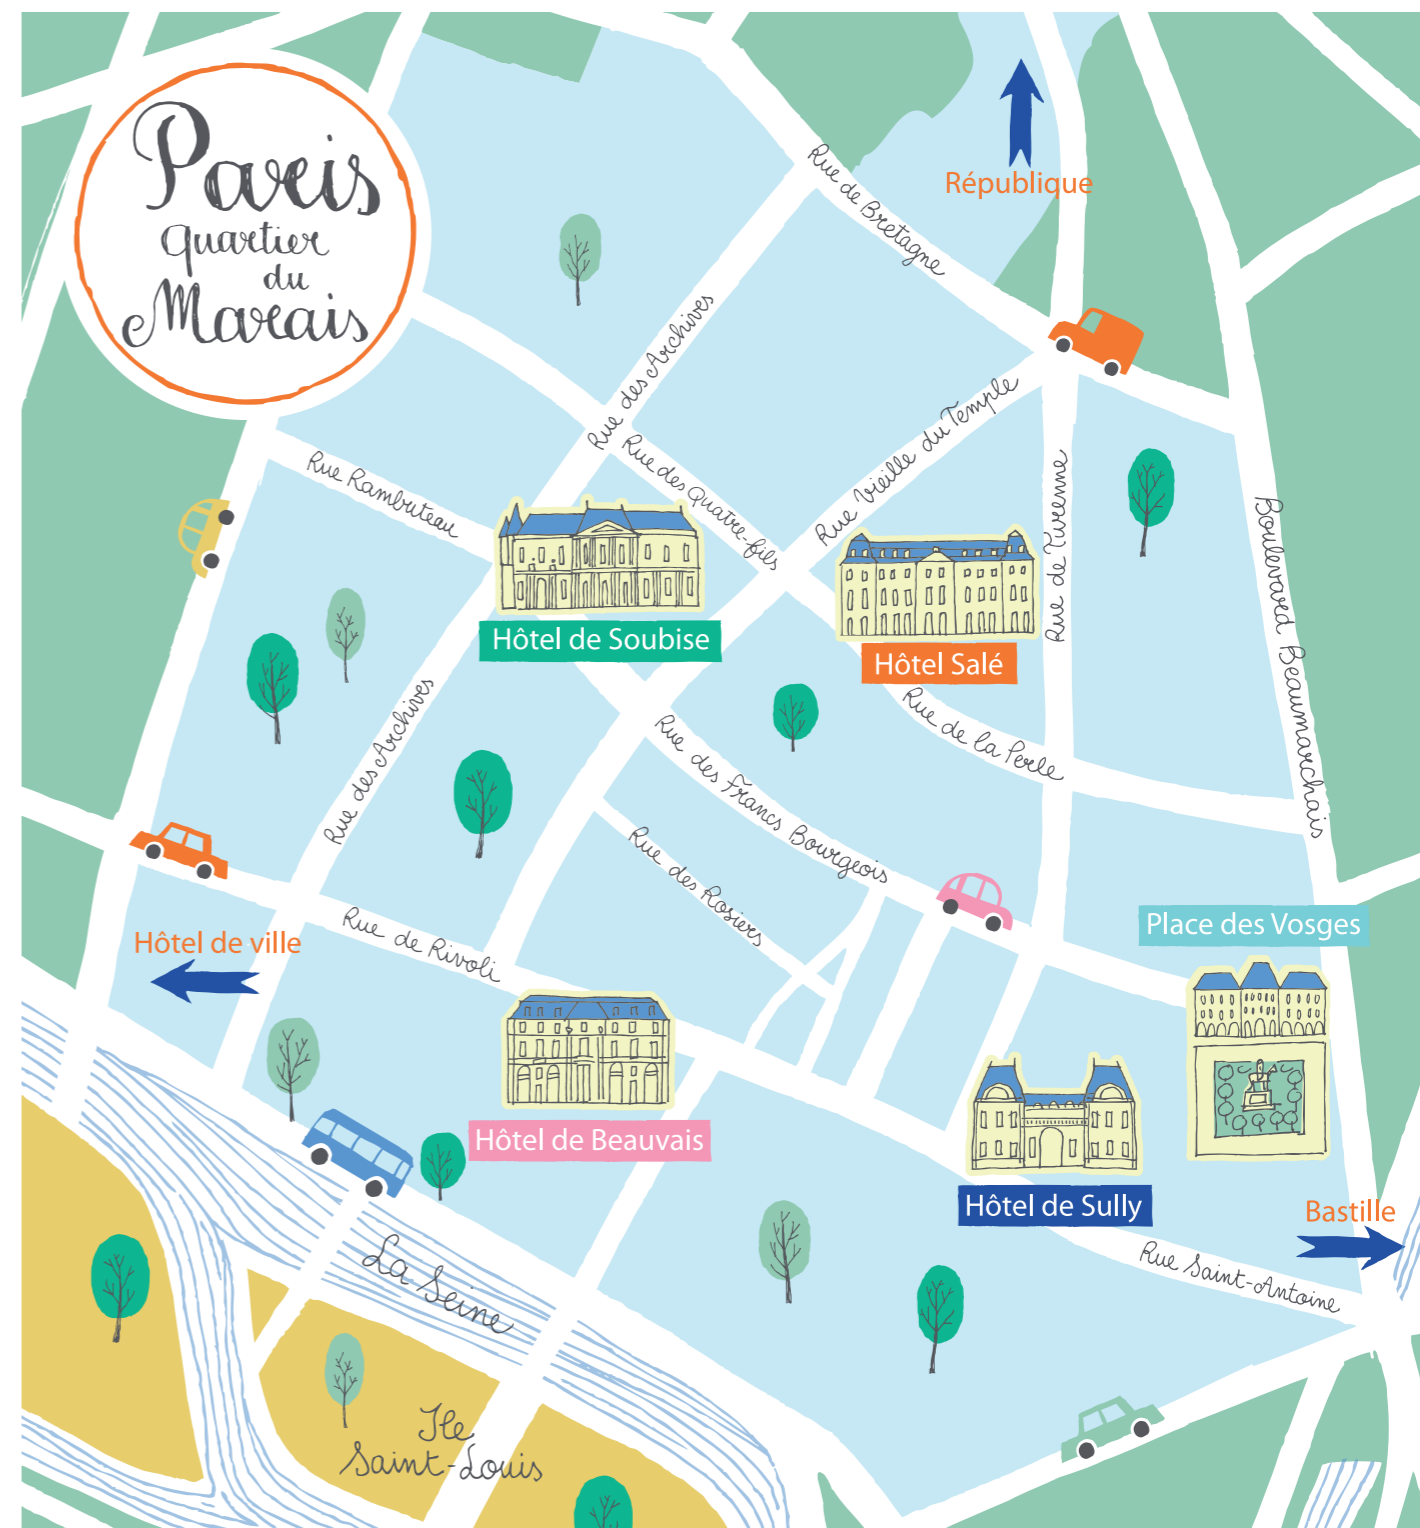 Paris
quartier
du
Marais
République
Rue de Bretagne
Rue des Archives
Rue Vieille du Temple
Rue des Quatre-fils
Rue Rambuteau
Rue de Turenne
Boulevard Beaumarchais
Hôtel de Soubise
Hôtel Salé
Rue des Archives
Rue de la Perle
Rue des Francs Bourgeois
Rue des Rosiers
Place des Vosges
Hôtel de ville
Rue de Rivoli
Hôtel de Beauvais
Hôtel de Sully
Bastille
Rue Saint-Antoine
La Seine
Ile
Saint-Louis